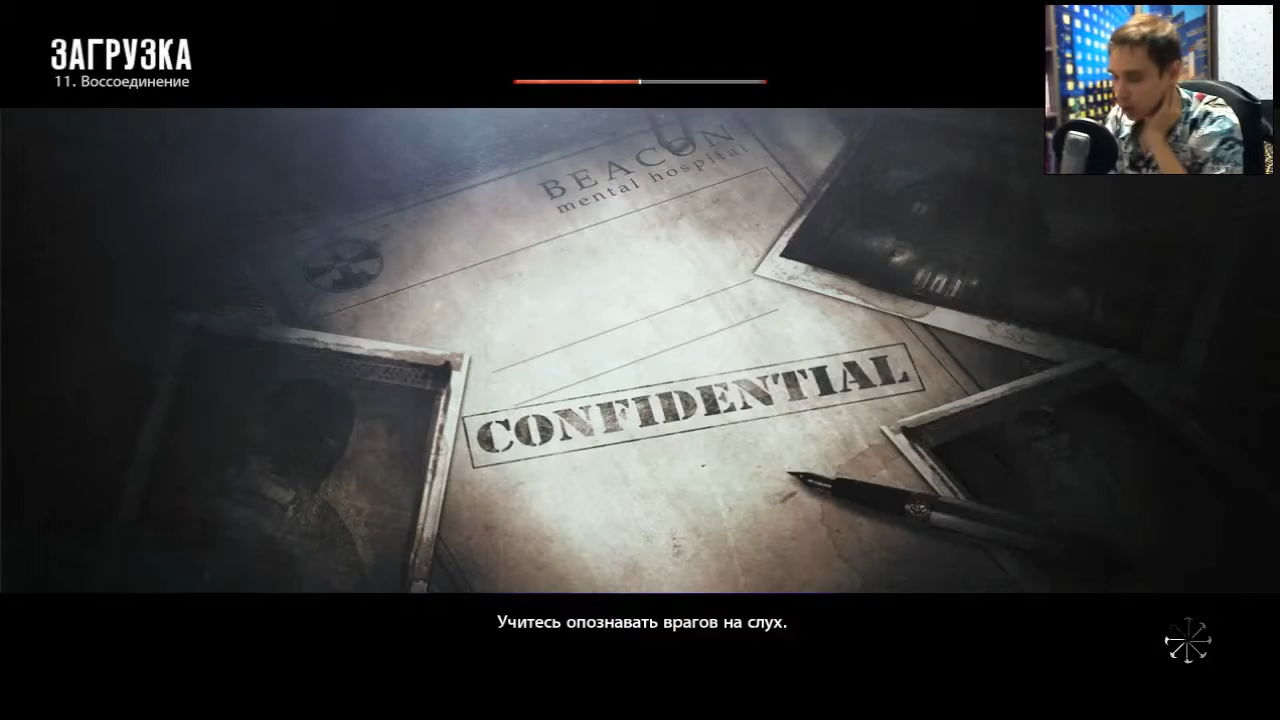 ЗАГРУЗКА
11. Воссоединение
BEACON
mental hospital
CONFIDENTIAL
Учитесь опознавать врагов на слух.